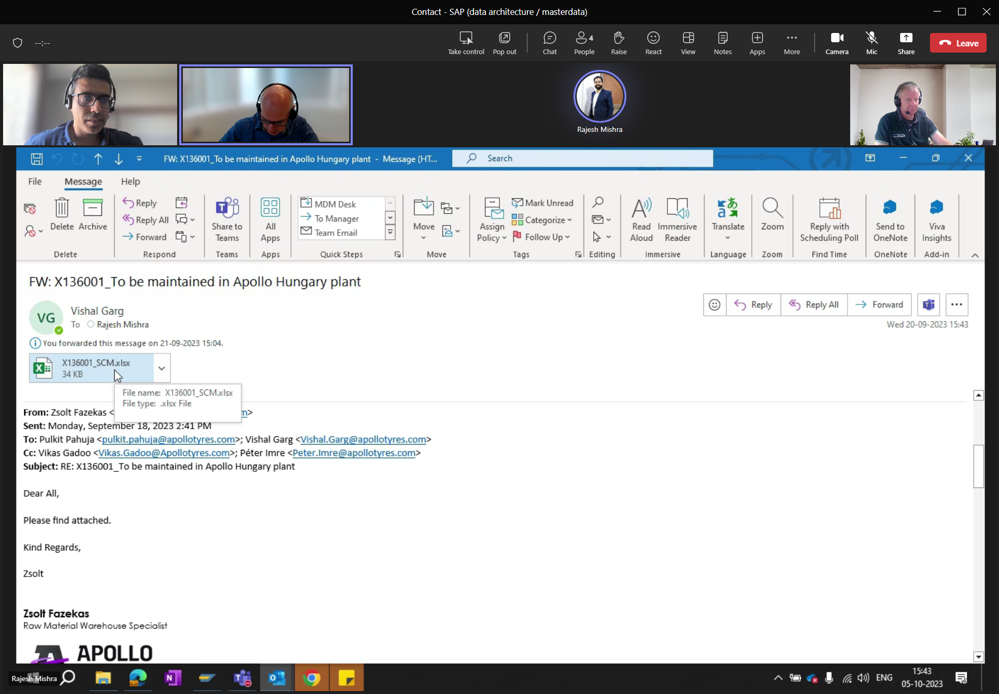 Contact - SAP (data architecture / masterdata)
--:--
Take control
Pop out
Chat
People
4
Raise
React
View
Notes
Apps
More
Camera
Mic
Share
Leave
Rajesh Mishra
FW: X136001_To be maintained in Apollo Hungary plant - Message (HT...
Search
File
Message
Help
Delete
Archive
Reply
Reply All
Forward
Share to Teams
All Apps
MDM Desk
To Manager
Team Email
Move
Assign Policy
Mark Unread
Categorize
Follow Up
Read Aloud
Immersive Reader
Translate
Zoom
Reply with Scheduling Poll
Send to OneNote
Viva Insights
Delete
Respond
Teams
Apps
Quick Steps
Move
Tags
Editing
Immersive
Language
Zoom
Find Time
OneNote
Add-in
FW: X136001_To be maintained in Apollo Hungary plant
VG
Vishal Garg
To Rajesh Mishra
Reply
Reply All
Forward
Wed 20-09-2023 15:43
You forwarded this message on 21-09-2023 15:04.
X136001_SCM.xlsx
34 KB
File name: X136001_SCM.xlsx
File type: .xlsx File
From: Zsolt Fazekas < m>
Sent: Monday, September 18, 2023 2:41 PM
To: Pulkit Pahuja <pulkit.pahuja@apollotyres.com>; Vishal Garg <Vishal.Garg@apollotyres.com>
Cc: Vikas Gadoo <Vikas.Gadoo@Apollotyres.com>; Péter Imre <Peter.Imre@apollotyres.com>
Subject: RE: X136001_To be maintained in Apollo Hungary plant
Dear All,
Please find attached.
Kind Regards,
Zsolt
Zsolt Fazekas
Raw Material Warehouse Specialist
APOLLO
Rajesh Mishra
ENG
15:43
05-10-2023